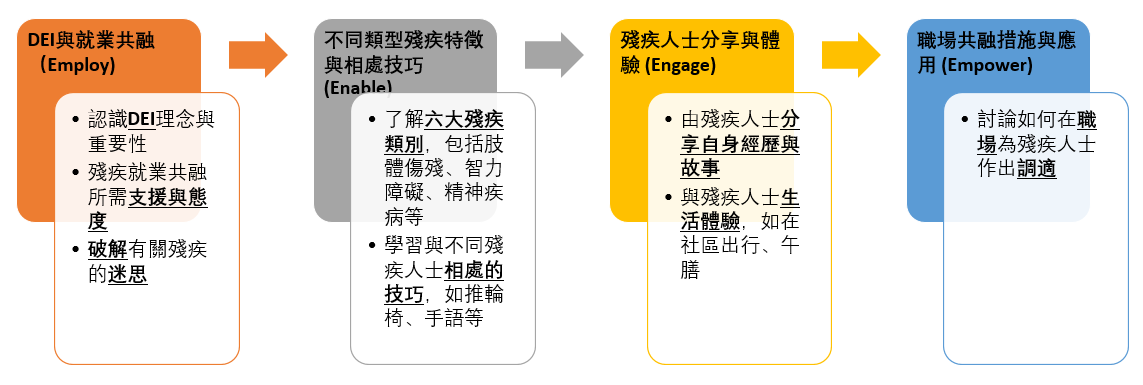 DEI與就業共融
（Employ)
• 認識DEI理念與
重要性
• 殘疾就業共融
所需支援與態
度
• 破解有關殘疾
的迷思
不同類型殘疾特徵
與相處技巧
(Enable)
• 了解六大殘疾
類別，包括肢
體傷殘、智力
障礙、精神疾
病等
• 學習與不同殘
疾人士相處的
技巧，如推輪
椅、手語等
殘疾人士分享與體
驗 (Engage)
• 由殘疾人士分
享自身經歷與
故事
• 與殘疾人士生
活體驗，如在
社區出行、午
膳
職場共融措施與應
用 (Empower)
• 討論如何在職
場為殘疾人士
作出調適